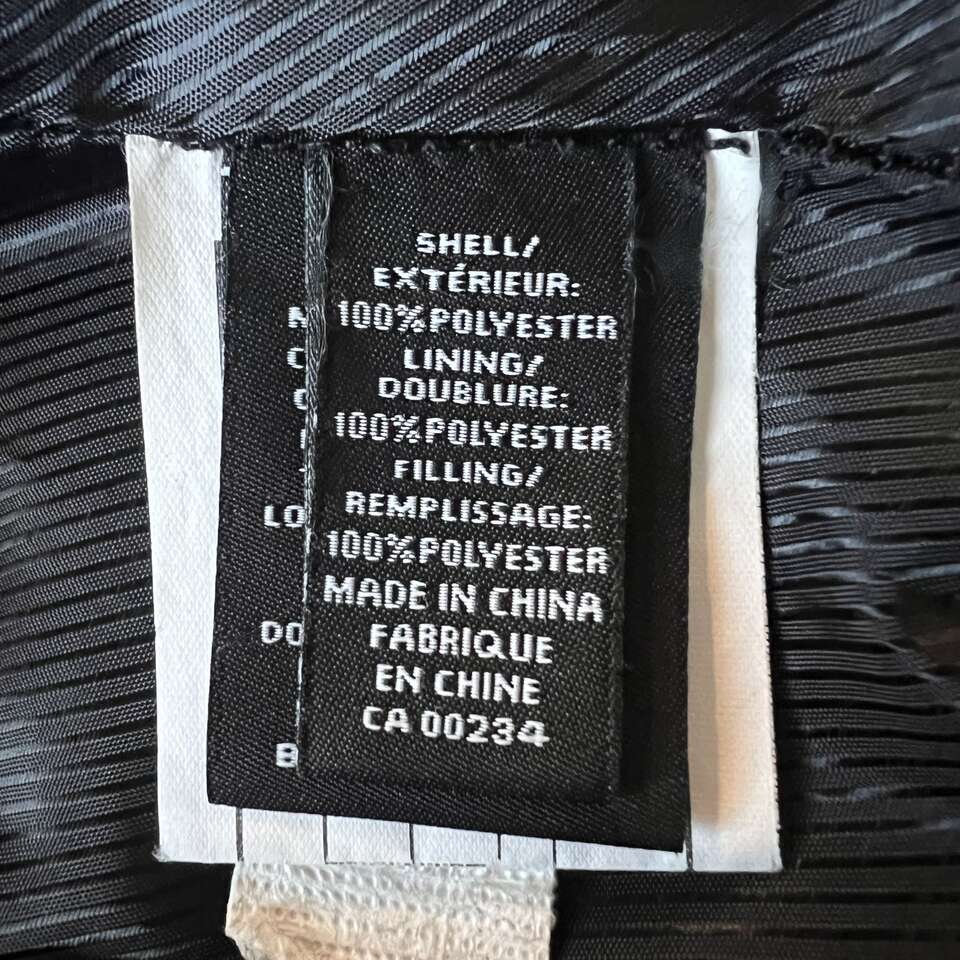 SHELL/
EXTÉRIEUR:
100%POLYESTER
LINING/
DOUBLURE:
100%POLYESTER
FILLING/
REMPLISSAGE:
100%POLYESTER
MADE IN CHINA
FABRIQUE
EN CHINE
CA 00234